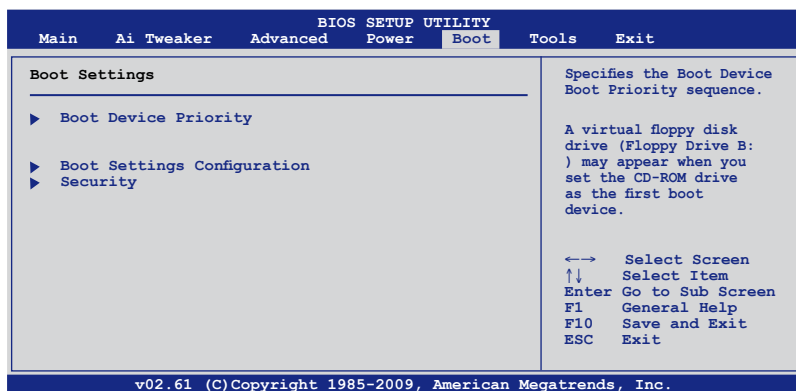 BIOS SETUP UTILITY
Main Ai Tweaker Advanced Power Boot Tools Exit
Boot Settings
Boot Device Priority
Boot Settings Configuration
Security
Specifies the Boot Device
Boot Priority sequence.
A virtual floppy disk
drive (Floppy Drive B:
) may appear when you
set the CD-ROM drive
as the first boot
device.
←→ Select Screen
↑↓ Select Item
Enter Go to Sub Screen
F1 General Help
F10 Save and Exit
ESC Exit
v02.61 (C)Copyright 1985-2009, American Megatrends, Inc.